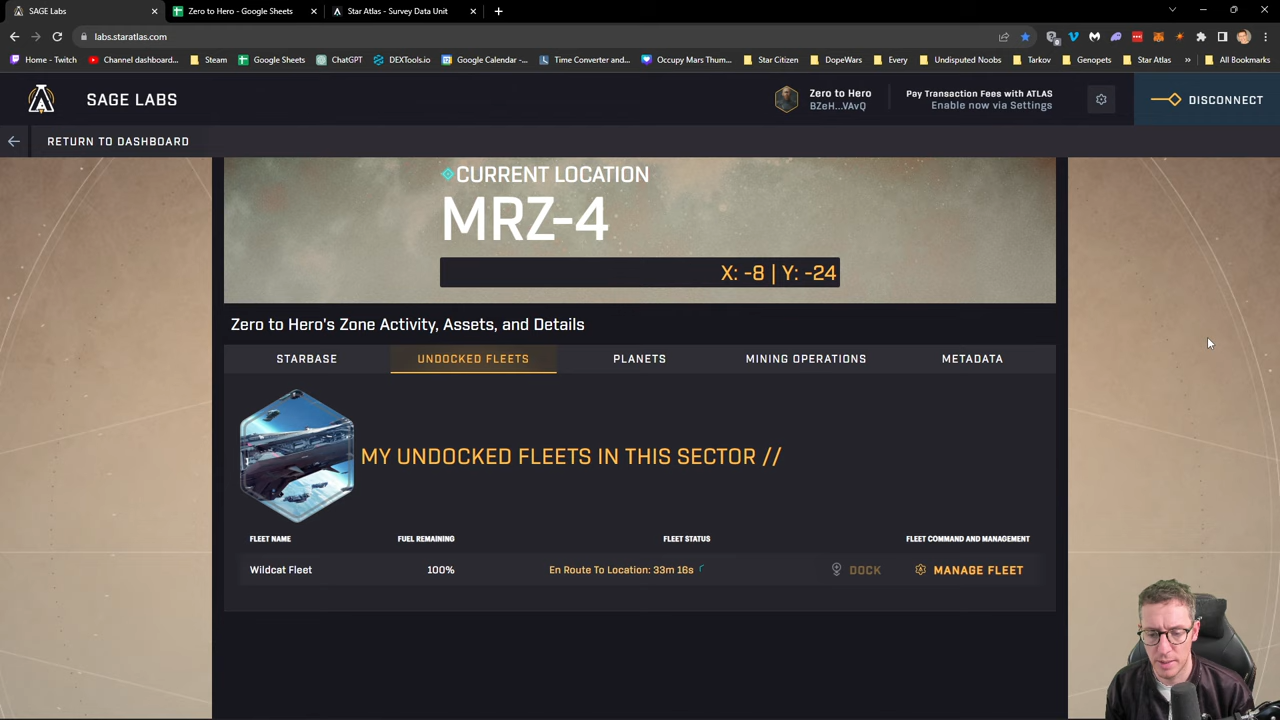 SAGE Labs
Zero to Hero - Google Sheets
Star Atlas - Survey Data Unit
labs.staratlas.com
Home - Twitch
Channel dashboard...
Steam
Google Sheets
ChatGPT
DEXTools.io
Google Calendar -...
Time Converter and...
Occupy Mars Thum...
Star Citizen
DopeWars
Every
Undisputed Noobs
Tarkov
Genopets
Star Atlas
»
All Bookmarks
SAGE LABS
Zero to Hero
BZeH...VAvQ
Pay Transaction Fees with ATLAS
Enable now via Settings
DISCONNECT
RETURN TO DASHBOARD
CURRENT LOCATION
MRZ-4
X: -8 | Y: -24
Zero to Hero's Zone Activity, Assets, and Details
STARBASE
UNDOCKED FLEETS
PLANETS
MINING OPERATIONS
METADATA
MY UNDOCKED FLEETS IN THIS SECTOR //
FLEET NAME
FUEL REMAINING
FLEET STATUS
FLEET COMMAND AND MANAGEMENT
Wildcat Fleet
100%
En Route To Location: 33m 16s
DOCK
MANAGE FLEET